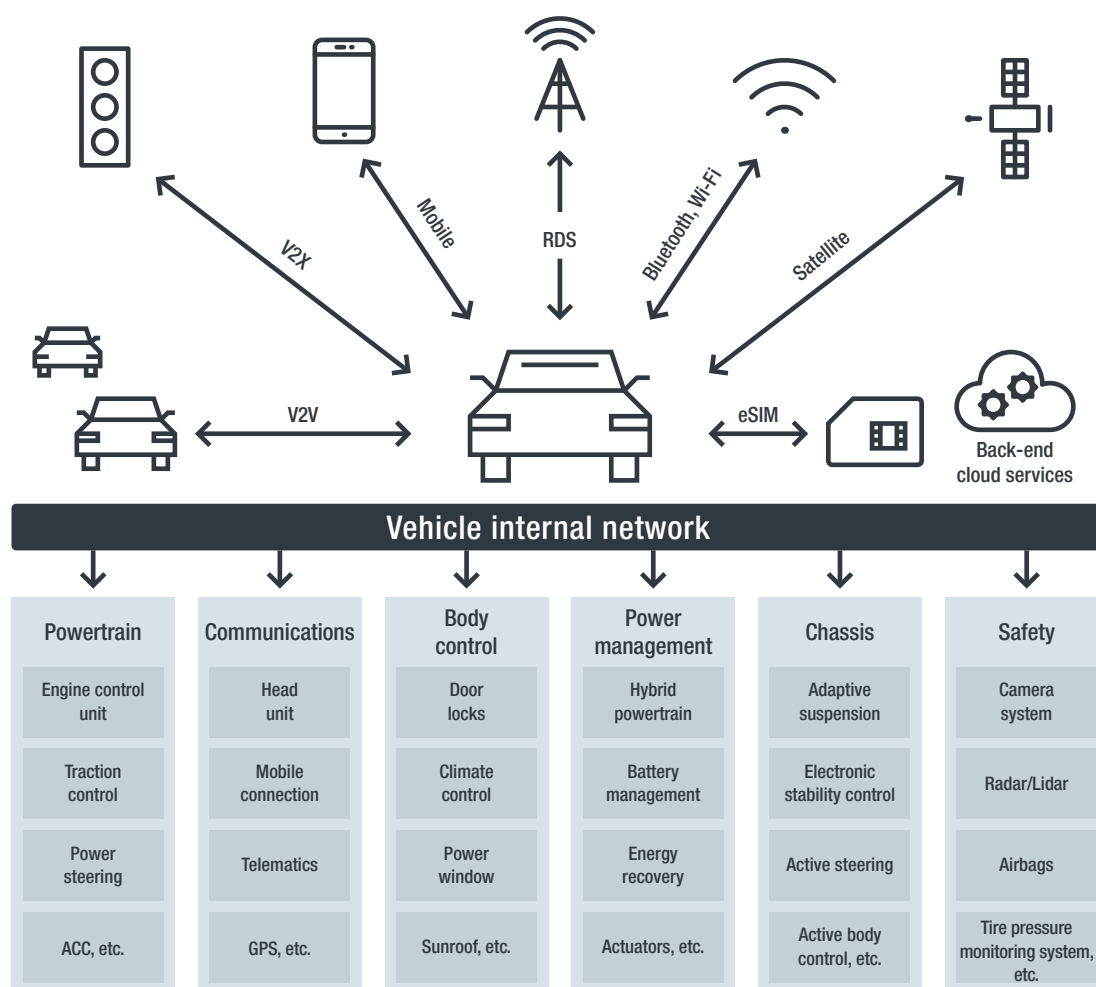 Mobile
RDS
Bluetooth, Wi-Fi
V2X
Satellite
V2V
eSIM
Back-end
cloud services
Vehicle internal network
Powertrain
Engine control
unit
Traction
control
Power
steering
ACC, etc.
Communications
Head
unit
Mobile
connection
Telematics
GPS, etc.
Body
control
Door
locks
Climate
control
Power
window
Sunroof, etc.
Power
management
Hybrid
powertrain
Battery
management
Energy
recovery
Actuators, etc.
Chassis
Adaptive
suspension
Electronic
stability control
Active steering
Active body
control, etc.
Safety
Camera
system
Radar/Lidar
Airbags
Tire pressure
monitoring system,
etc.